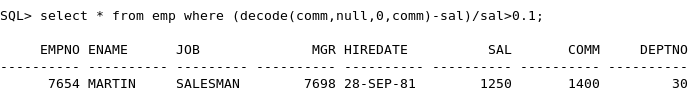 SQL> select * from emp where (decode(comm,null,0,comm)-sal)/sal>0.1;
     EMPNO ENAME      JOB              MGR HIREDATE         SAL       COMM     DEPTNO
---------- ---------- --------- ---------- --------- ---------- ---------- ----------
      7654 MARTIN     SALESMAN        7698 28-SEP-81       1250       1400         30